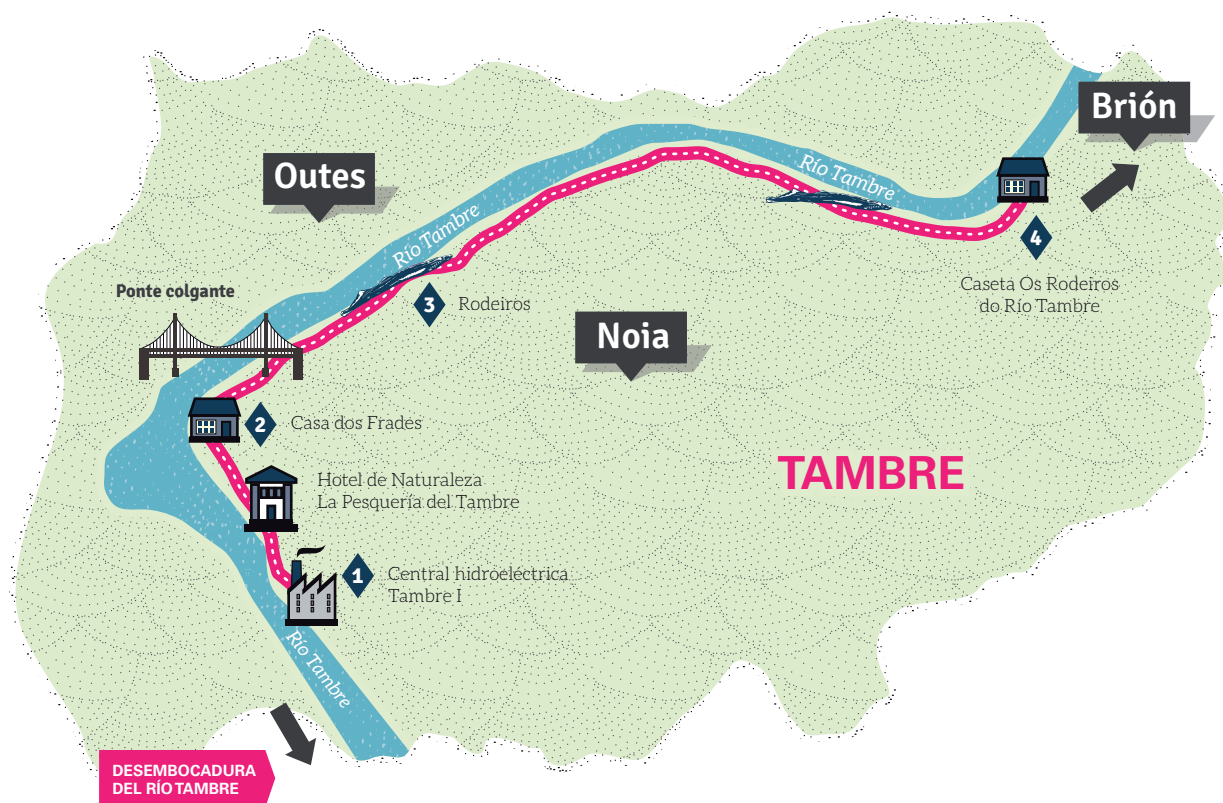 Brión
Outes
Río Tambre
Río Tambre
4
Caseta Os Rodeiros
do Río Tambre
Ponte colgante
3
Rodeiros
Noia
2
Casa dos Frades
TAMBRE
Hotel de Naturaleza
La Pesquería del Tambre
1
Central hidroeléctrica
Tambre I
Río Tambre
DESEMBOCADURA
DEL RÍO TAMBRE